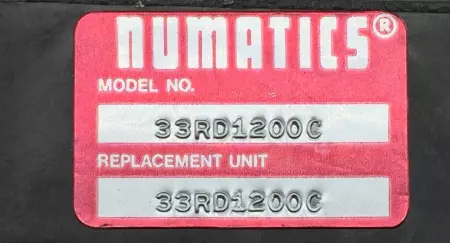 NUMATICS®
MODEL NO.
33RD1200C
REPLACEMENT UNIT
33RD1200C